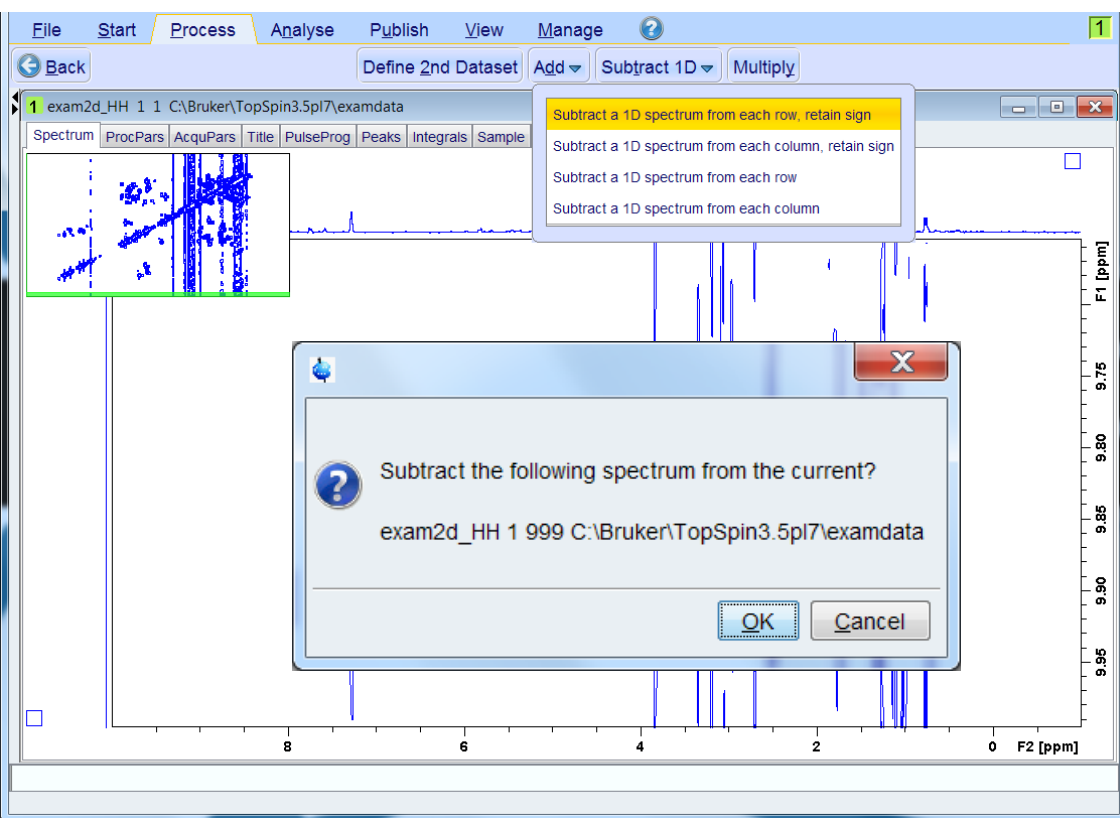 File Start Process Analyse Publish View Manage ? 1
Back Define 2nd Dataset Add Subtract 1D Multiply
1 exam2d_HH 1 1 C:\Bruker\TopSpin3.5pl7\examdata
Spectrum ProcPars AcquPars Title PulseProg Peaks Integrals Sample
Subtract a 1D spectrum from each row, retain sign
Subtract a 1D spectrum from each column, retain sign
Subtract a 1D spectrum from each row
Subtract a 1D spectrum from each column
F1 [ppm]
9.75
9.80
9.85
9.90
9.95
X
?
Subtract the following spectrum from the current?
exam2d_HH 1 999 C:\Bruker\TopSpin3.5pl7\examdata
OK Cancel
8 6 4 2 0 F2 [ppm]